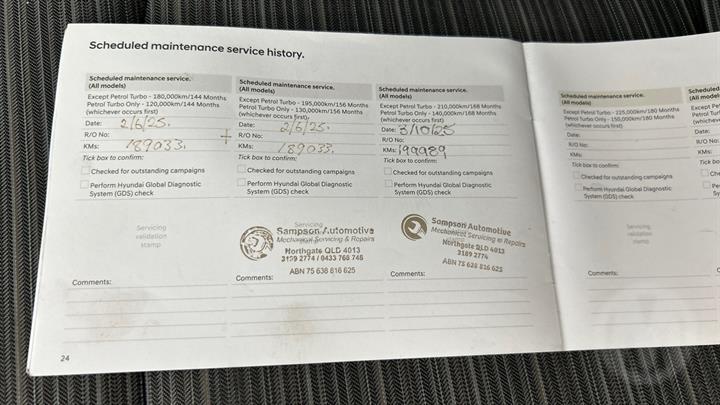 Scheduled maintenance service history.
Scheduled maintenance service.
(All models)
Except Petrol Turbo - 180,000km/144 Months
Petrol Turbo Only - 120,000km/144 Months
(whichever occurs first)
Date: 2/6/25.
R/O No:
KMs: 189033.
Tick box to confirm:
Checked for outstanding campaigns
Perform Hyundai Global Diagnostic
System (GDS) check
Servicing
validation
stamp
Comments:
Scheduled maintenance service.
(All models)
Except Petrol Turbo - 195,000km/156 Months
Petrol Turbo Only - 130,000km/156 Months
(whichever occurs first)
Date: 2/6/25.
R/O No:
KMs: 189033.
Tick box to confirm:
Checked for outstanding campaigns
Perform Hyundai Global Diagnostic
System (GDS) check
Servicing
Sampson Automotive
Mechanical Servicing & Repairs
Northgate QLD 4013
3189 2774 / 0433 768 746
ABN 75 638 816 625
Comments:
Scheduled maintenance service.
(All models)
Except Petrol Turbo - 210,000km/168 Months
Petrol Turbo Only - 140,000km/168 Months
(whichever occurs first)
Date: 3/10/25
R/O No:
KMs: 199989
Tick box to confirm:
Checked for outstanding campaigns
Perform Hyundai Global Diagnostic
System (GDS) check
Sampson Automotive
Mechanical Servicing & Repairs
Northgate QLD 4013
3189 2774
ABN 75 638 816 625
Comments:
24
Scheduled maintenance service.
(All models)
Except Petrol Turbo - 225,000km/180 Months
Petrol Turbo Only - 150,000km/180 Months
(whichever occurs first)
Date:
R/O No:
KMs:
Tick box to confirm:
Checked for outstanding campaigns
Perform Hyundai Global Diagnostic
System (GDS) check
Servicing
validation
stamp
Comments: